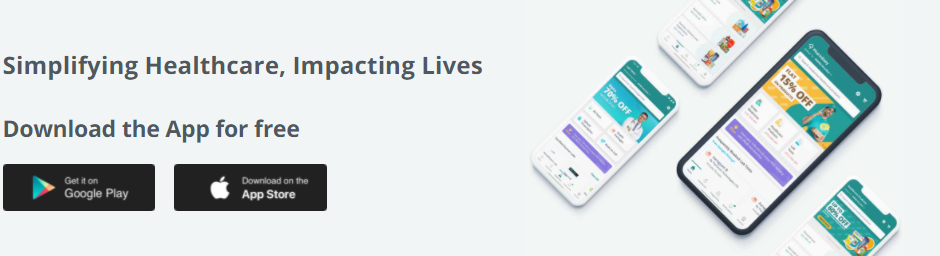 Simplifying Healthcare, Impacting Lives
Download the App for free
Get it on
Google Play
Download on the
App Store
70% OFF
FLAT
15% OFF